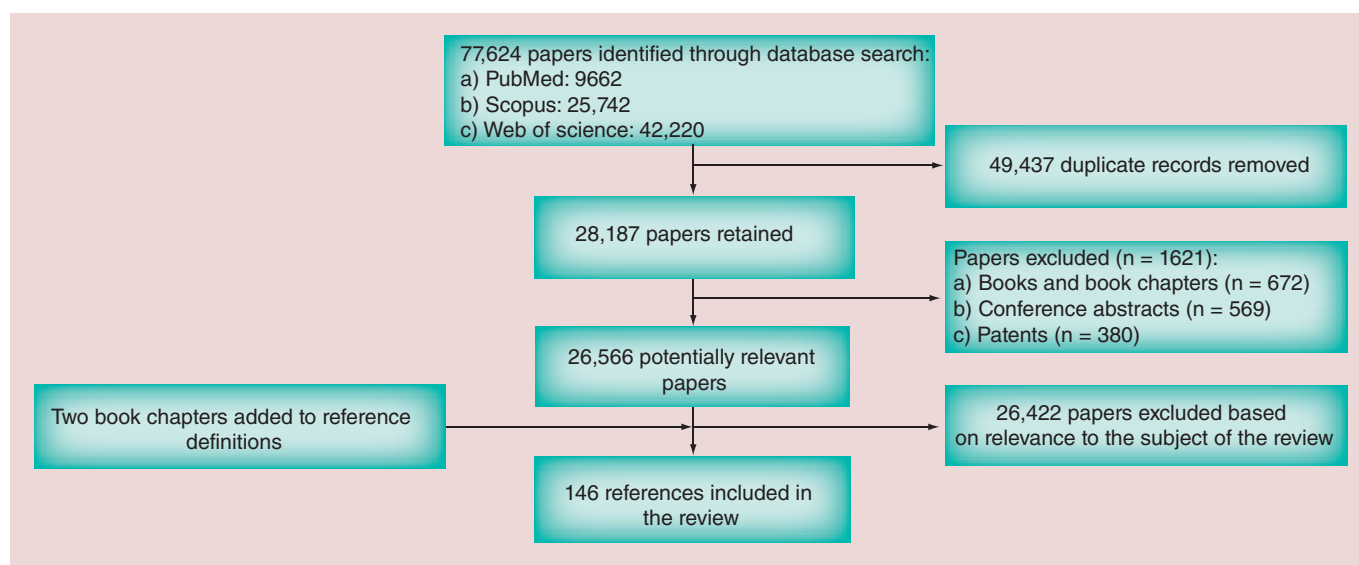 77,624 papers identified through database search:
a) PubMed: 9662
b) Scopus: 25,742
c) Web of science: 42,220
49,437 duplicate records removed
28,187 papers retained
Papers excluded (n = 1621):
a) Books and book chapters (n = 672)
b) Conference abstracts (n = 569)
c) Patents (n = 380)
26,566 potentially relevant
papers
Two book chapters added to reference
definitions
26,422 papers excluded based
on relevance to the subject of the review
146 references included in
the review